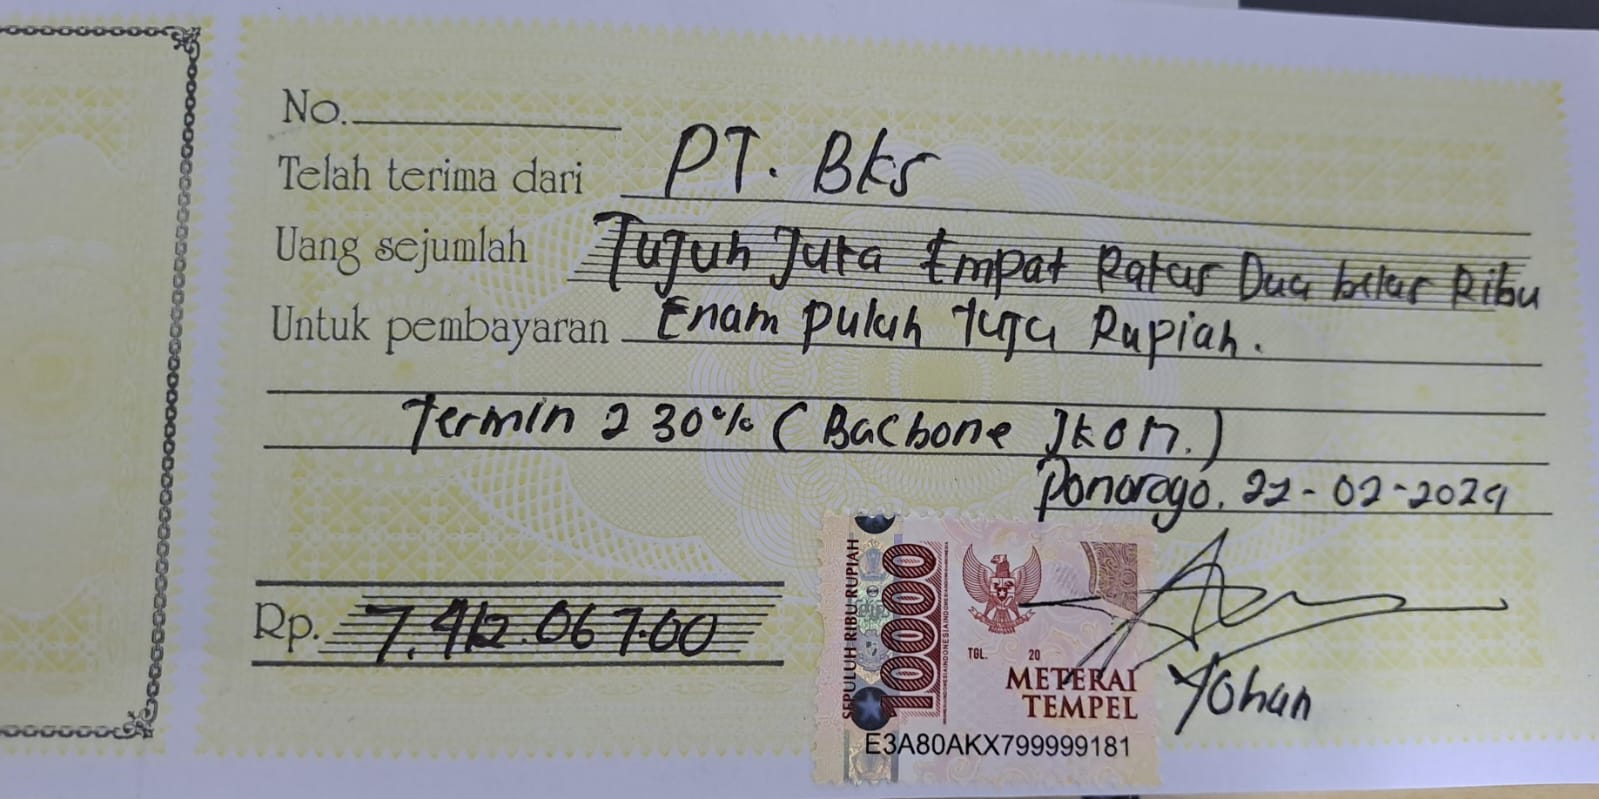 No.
Telah terima dari PT. Bks
Uang sejumlah Tujuh Juta Empat Ratus Dua belas Ribu
Untuk pembayaran Enam puluh tuju Rupiah.
Termin 2 30% ( Bacbone IKOM. )
Ponorogo. 22-02-2024
Rp. 7.412.067.00
SEPULUH RIBU RUPIAH
10000
TGL. 20
METERAI
TEMPEL
E3A80AKX799999181
Yohan